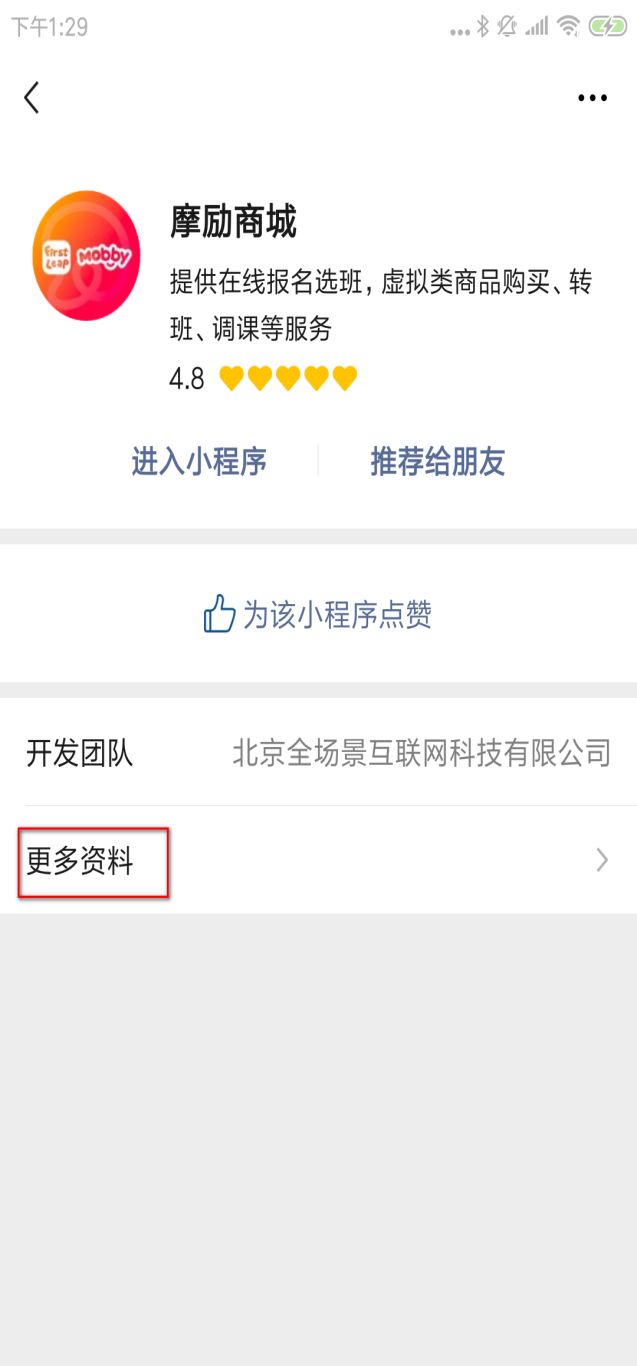 下午1:29
摩励商城
First
Leap
Mobby
提供在线报名选班，虚拟类商品购买、转
班、调课等服务
4.8
进入小程序
推荐给朋友
为该小程序点赞
开发团队
北京全场景互联网科技有限公司
更多资料